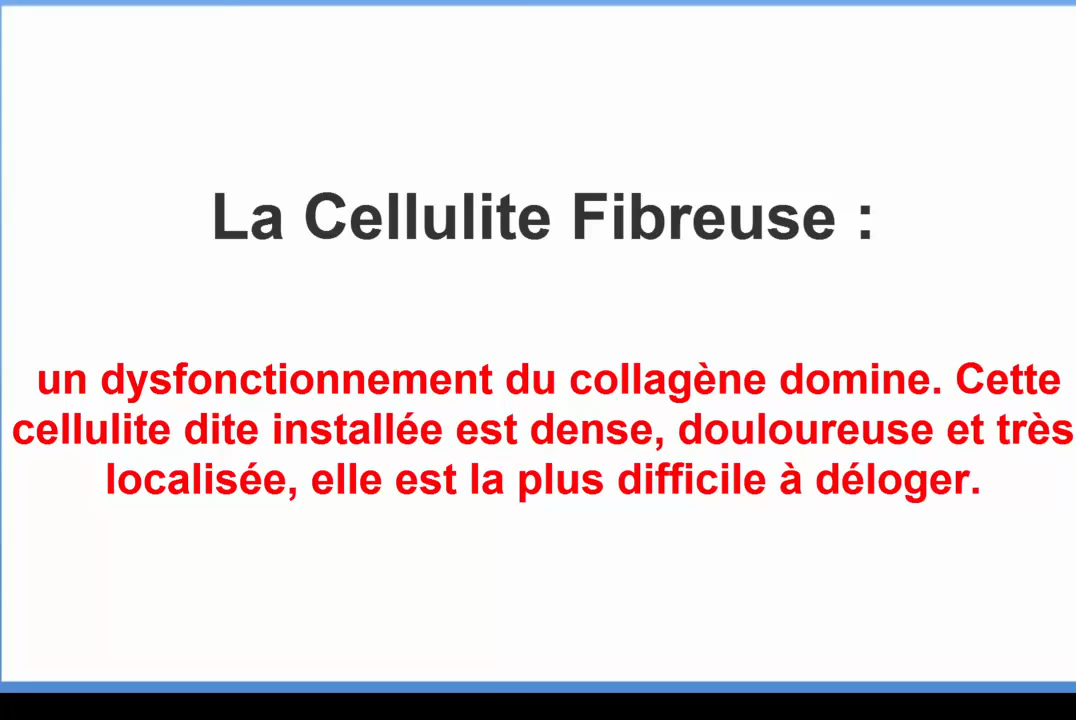 La Cellulite Fibreuse :
un dysfonctionnement du collagène domine. Cette
cellulite dite installée est dense, douloureuse et très
localisée, elle est la plus difficile à déloger.